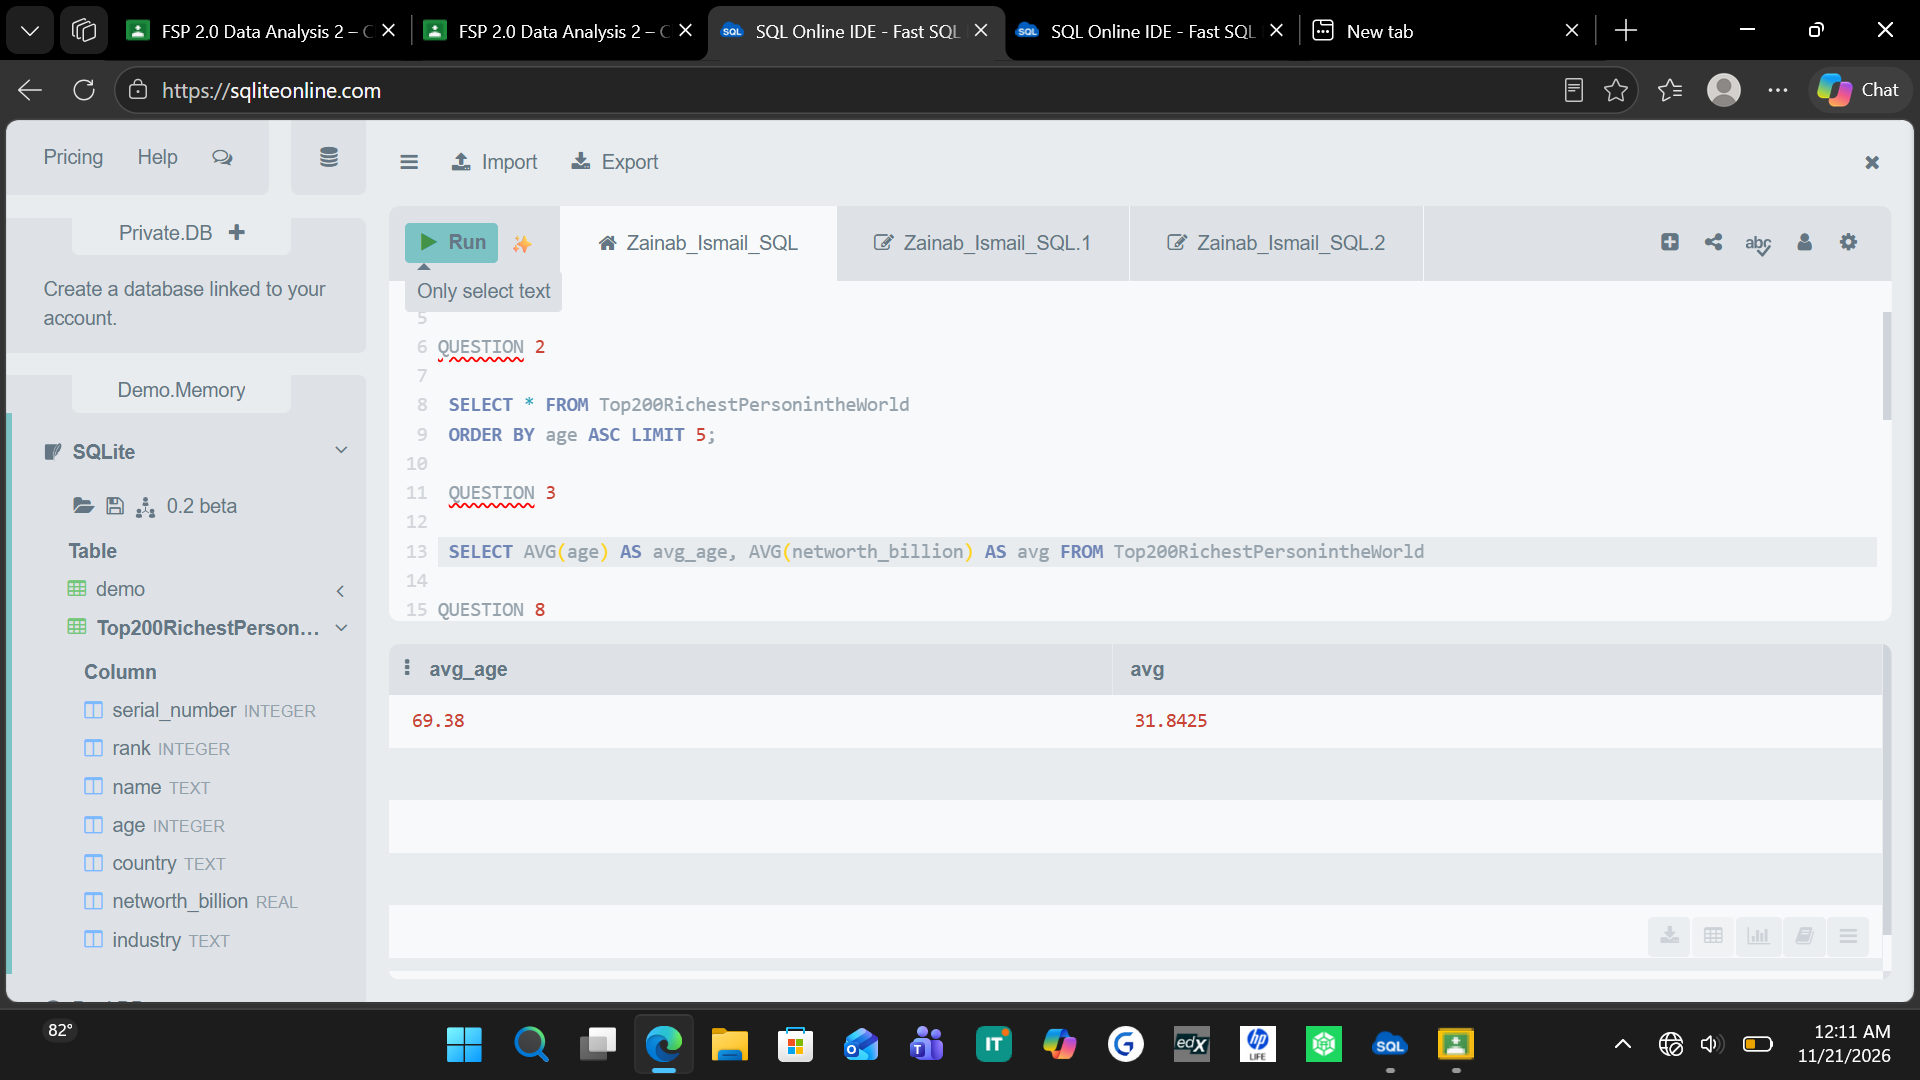 FSP 2.0 Data Analysis 2 – C
FSP 2.0 Data Analysis 2 – C
SQL Online IDE - Fast SQL
SQL Online IDE - Fast SQL
New tab
https://sqliteonline.com
Chat
Pricing
Help
Import
Export
Private.DB
Create a database linked to your
account.
Demo.Memory
SQLite
0.2 beta
Table
demo
Top200RichestPerson...
Column
serial_number INTEGER
rank INTEGER
name TEXT
age INTEGER
country TEXT
networth_billion REAL
industry TEXT
Run
Zainab_Ismail_SQL
Zainab_Ismail_SQL.1
Zainab_Ismail_SQL.2
abc
Only select text
5
6 QUESTION 2
7
8 SELECT * FROM Top200RichestPersonintheWorld
9 ORDER BY age ASC LIMIT 5;
10
11 QUESTION 3
12
13 SELECT AVG(age) AS avg_age, AVG(networth_billion) AS avg FROM Top200RichestPersonintheWorld
14
15 QUESTION 8
avg_age
avg
69.38
31.8425
82°
IT
edX
hp
LIFE
SQL
12:11 AM
11/21/2026